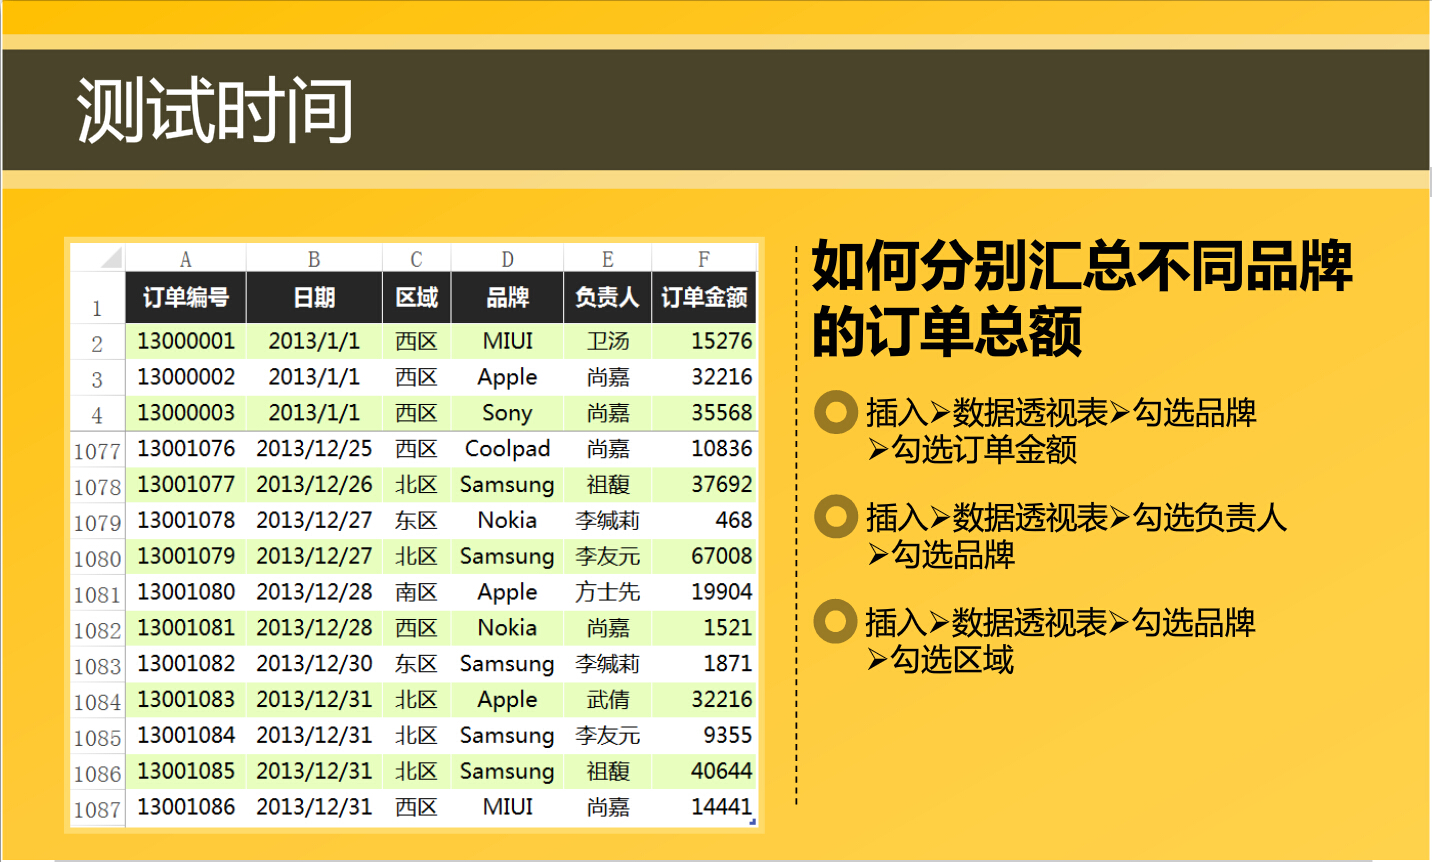 测试时间
A B C D E F
1 订单编号 日期 区域 品牌 负责人 订单金额
2 13000001 2013/1/1 西区 MIUI 卫汤 15276
3 13000002 2013/1/1 西区 Apple 尚嘉 32216
4 13000003 2013/1/1 西区 Sony 尚嘉 35568
1077 13001076 2013/12/25 西区 Coolpad 尚嘉 10836
1078 13001077 2013/12/26 北区 Samsung 祖馥 37692
1079 13001078 2013/12/27 东区 Nokia 李缄莉 468
1080 13001079 2013/12/27 北区 Samsung 李友元 67008
1081 13001080 2013/12/28 南区 Apple 方士先 19904
1082 13001081 2013/12/28 西区 Nokia 尚嘉 1521
1083 13001082 2013/12/30 东区 Samsung 李缄莉 1871
1084 13001083 2013/12/31 北区 Apple 武倩 32216
1085 13001084 2013/12/31 北区 Samsung 李友元 9355
1086 13001085 2013/12/31 北区 Samsung 祖馥 40644
1087 13001086 2013/12/31 西区 MIUI 尚嘉 14441
如何分别汇总不同品牌
的订单总额
插入➢数据透视表➢勾选品牌
➢勾选订单金额
插入➢数据透视表➢勾选负责人
➢勾选品牌
插入➢数据透视表➢勾选品牌
➢勾选区域